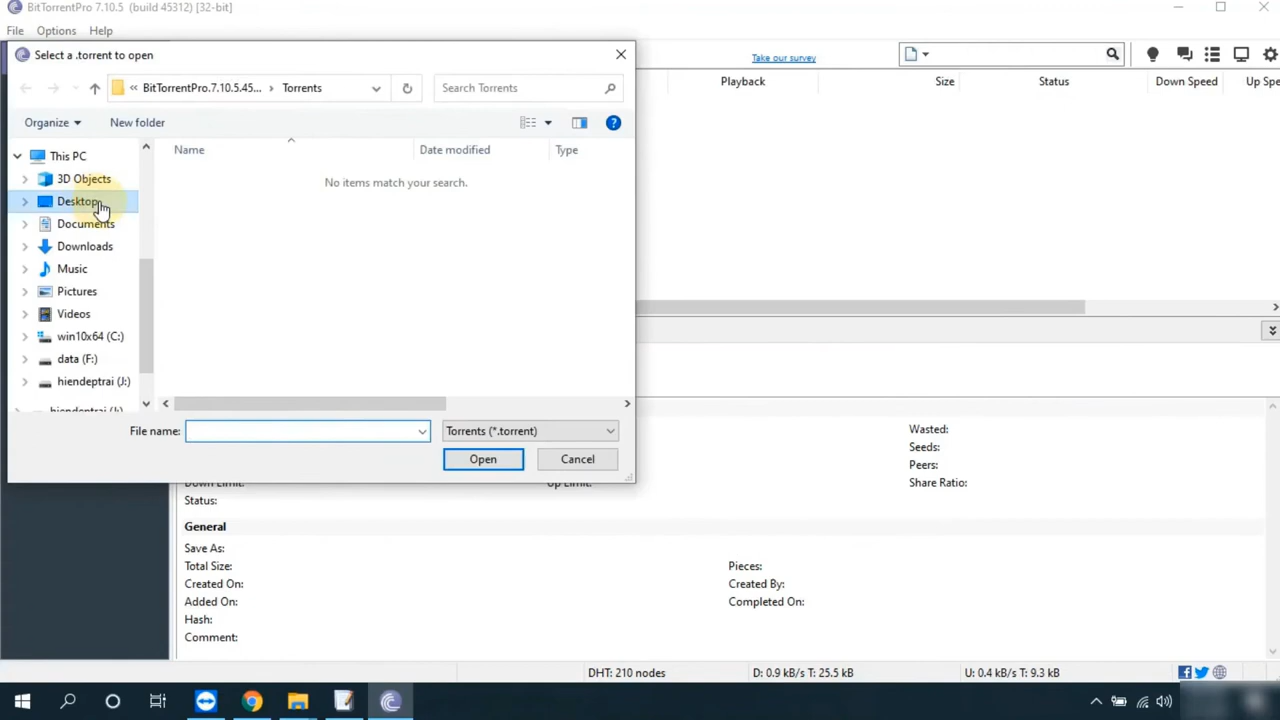 BitTorrentPro 7.10.5 (build 45312) [32-bit]
File Options Help
Select a .torrent to open
Take our survey
« BitTorrentPro.7.10.5.45... › Torrents
Search Torrents
Playback Size Status Down Speed Up Spe
Organize New folder
Name Date modified Type
No items match your search.
This PC
3D Objects
Desktop
Documents
Downloads
Music
Pictures
Videos
win10x64 (C:)
data (F:)
hiendeptrai (J:)
File name: Torrents (*.torrent)
Open Cancel
Wasted:
Seeds:
Peers:
Down Limit: Up Limit: Share Ratio:
Status:
General
Save As:
Total Size: Pieces:
Created On: Created By:
Added On: Completed On:
Hash:
Comment:
DHT: 210 nodes D: 0.9 kB/s T: 25.5 kB U: 0.4 kB/s T: 9.3 kB